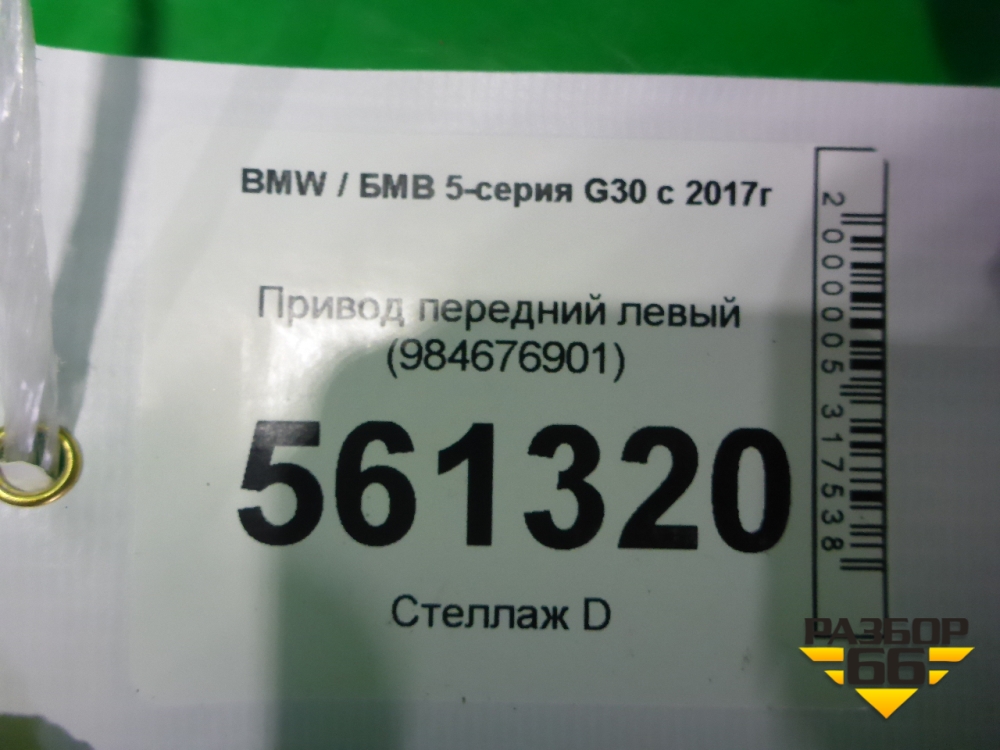 BMW / БМВ 5-серия G30 с 2017г
Привод передний левый
(984676901)
561320
Стеллаж D
2000005317538
РАЗБОР
66